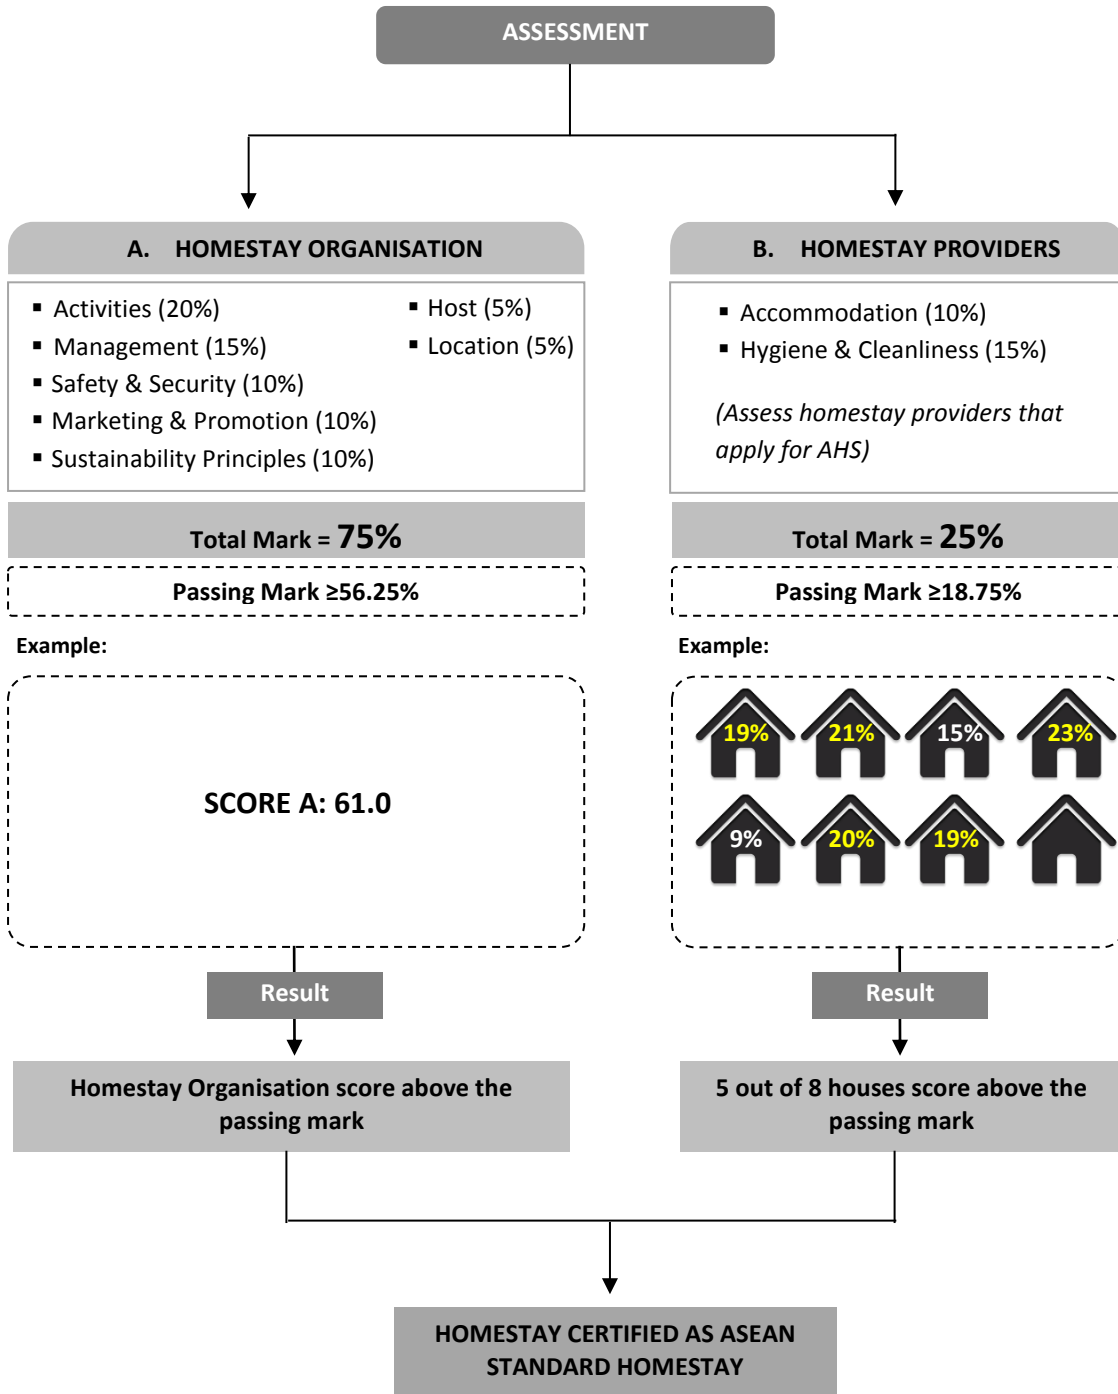 ASSESSMENT
A. HOMESTAY ORGANISATION
▪ Activities (20%)
▪ Management (15%)
▪ Safety & Security (10%)
▪ Marketing & Promotion (10%)
▪ Sustainability Principles (10%)
▪ Host (5%)
▪ Location (5%)
Total Mark = 75%
Passing Mark ≥56.25%
Example:
SCORE A: 61.0
Result
Homestay Organisation score above the
passing mark
B. HOMESTAY PROVIDERS
▪ Accommodation (10%)
▪ Hygiene & Cleanliness (15%)
(Assess homestay providers that
apply for AHS)
Total Mark = 25%
Passing Mark ≥18.75%
Example:
19% 21% 15% 23%
9% 20% 19%
Result
5 out of 8 houses score above the
passing mark
HOMESTAY CERTIFIED AS ASEAN
STANDARD HOMESTAY